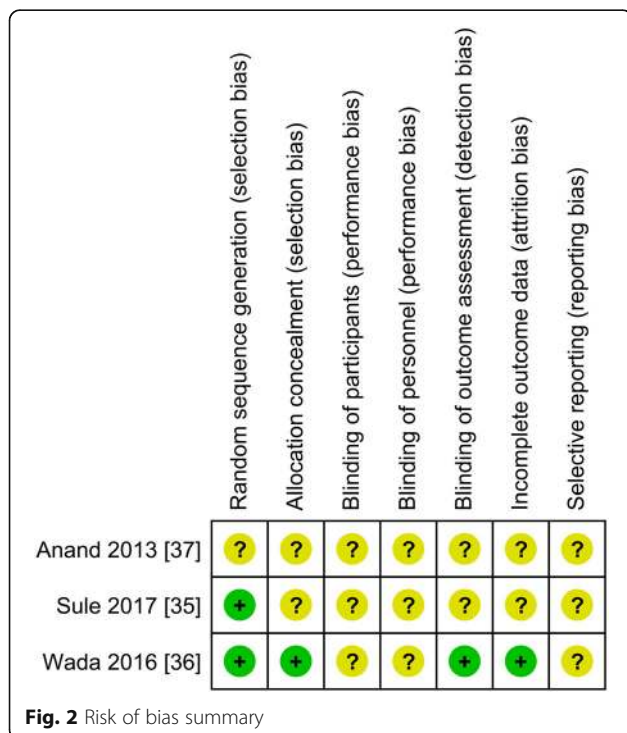 Random sequence generation (selection bias)
Allocation concealment (selection bias)
Blinding of participants (performance bias)
Blinding of personnel (performance bias)
Blinding of outcome assessment (detection bias)
Incomplete outcome data (attrition bias)
Selective reporting (reporting bias)
Anand 2013 [37] ? ? ? ? ? ? ?
Sule 2017 [35] + ? ? ? ? ? ?
Wada 2016 [36] + + ? ? + + ?
Fig. 2 Risk of bias summary